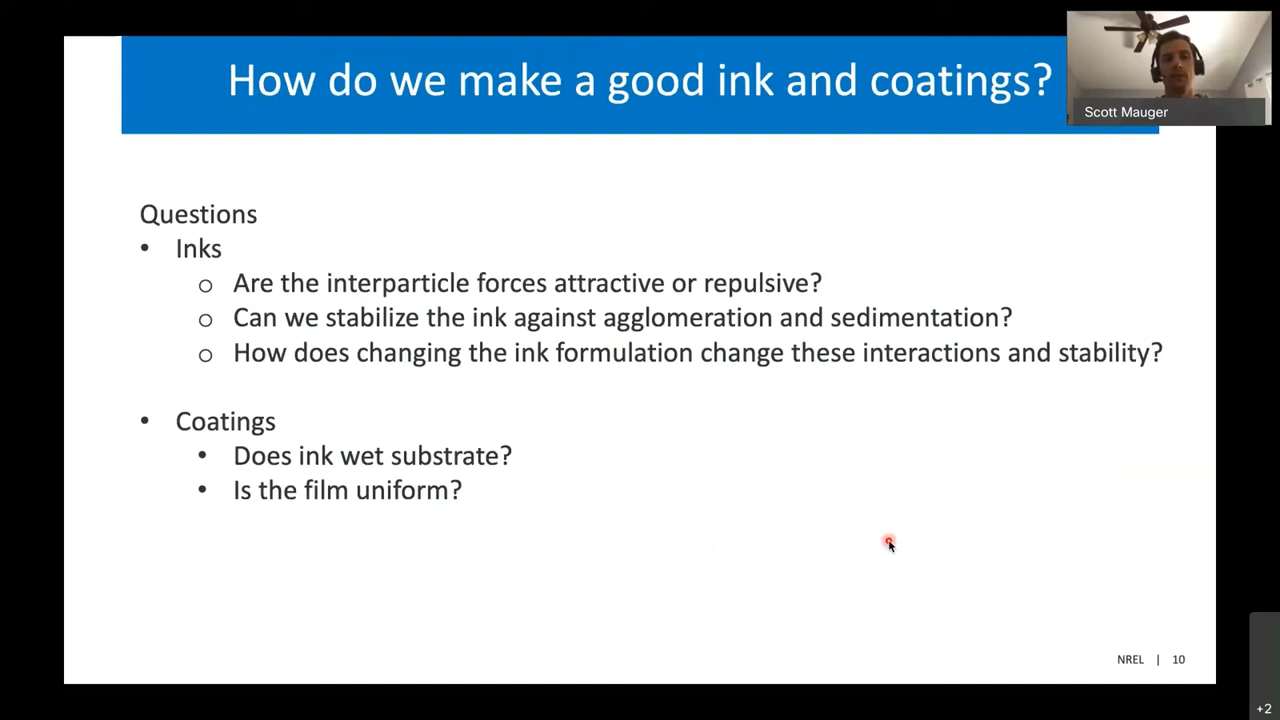 How do we make a good ink and coatings?
Scott Mauger
Questions
• Inks
o Are the interparticle forces attractive or repulsive?
o Can we stabilize the ink against agglomeration and sedimentation?
o How does changing the ink formulation change these interactions and stability?
• Coatings
• Does ink wet substrate?
• Is the film uniform?
NREL | 10
+2